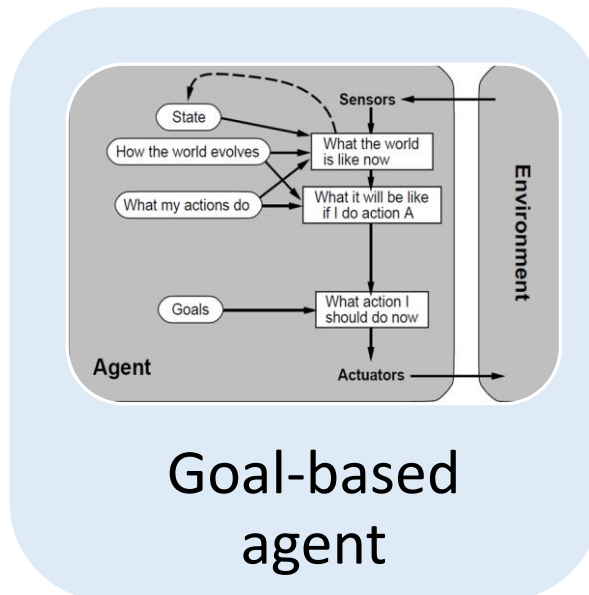 Sensors
State
What the world
is like now
How the world evolves
What it will be like
if I do action A
What my actions do
Environment
Goals
What action I
should do now
Agent
Actuators
Goal-based
agent